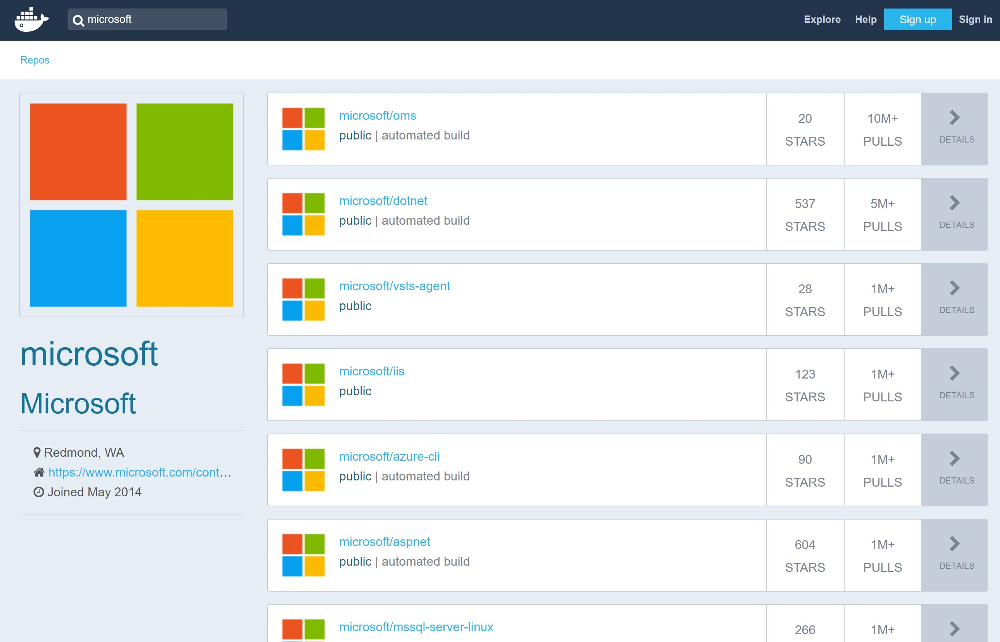 microsoft
Explore Help Sign up Sign in
Repos
microsoft
Microsoft
Redmond, WA
https://www.microsoft.com/cont…
Joined May 2014
microsoft/oms
public | automated build
20
STARS
10M+
PULLS
DETAILS
microsoft/dotnet
public | automated build
537
STARS
5M+
PULLS
DETAILS
microsoft/vsts-agent
public
28
STARS
1M+
PULLS
DETAILS
microsoft/iis
public
123
STARS
1M+
PULLS
DETAILS
microsoft/azure-cli
public | automated build
90
STARS
1M+
PULLS
DETAILS
microsoft/aspnet
public | automated build
604
STARS
1M+
PULLS
DETAILS
microsoft/mssql-server-linux
266
1M+